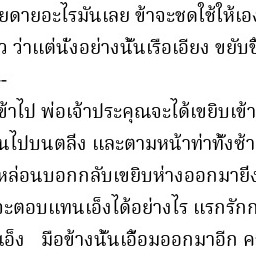 ยดายอะไรมันเลย ข้าจะชดใช้ให้เอง
ว ว่าแต่นั่งอย่างนั้นเรือเอียง ขยับชิ
--
ข้าไป พ่อเจ้าประคุณจะได้เขยิบเข้า
นไปบนตลิ่ง และตามหน้าท่าทั้งซ้า
หล่อนบอกกลับเขยิบห่างออกมายิ่ง
จะตอบแทนเอ็งได้อย่างไร แรกรักก
นเอ็ง มือข้างนั้นเอื้อมออกมาอีก ค